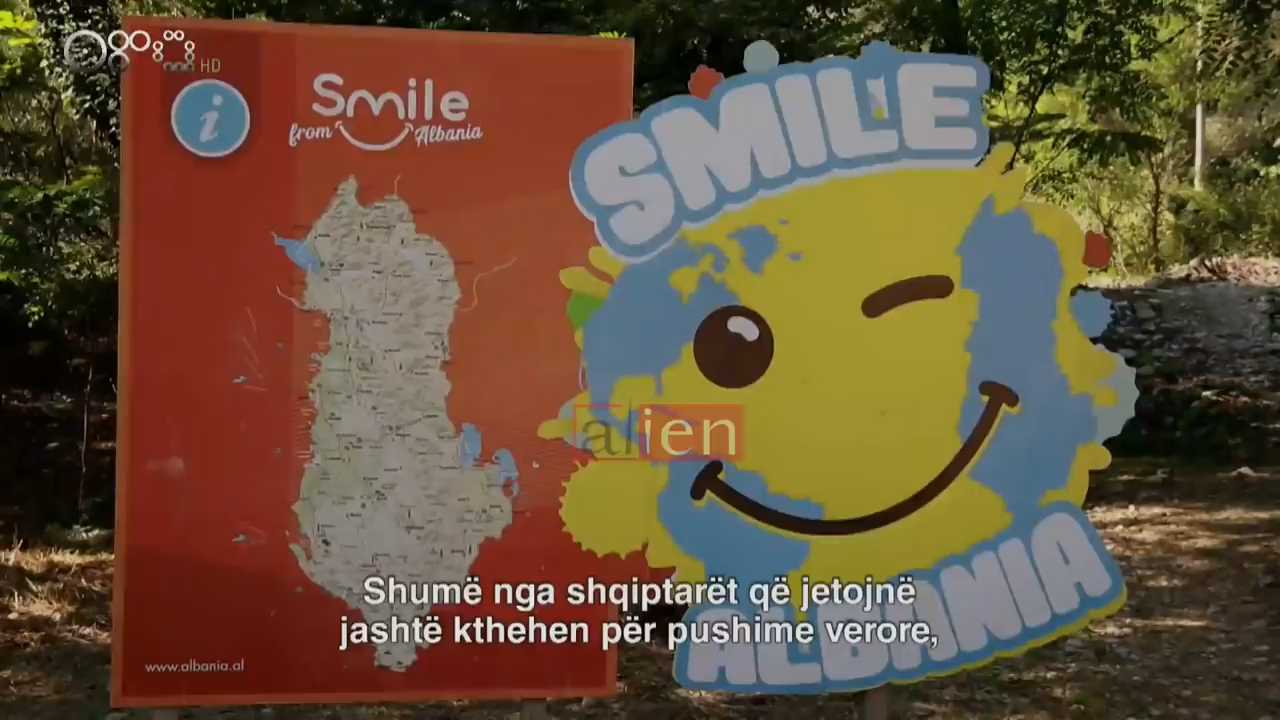 HD
i
Smile
from Albania
SMILE
alien
Shumë nga shqiptarët që jetojnë
jashtë kthehen për pushime verore,
ALBANIA
www.albania.al